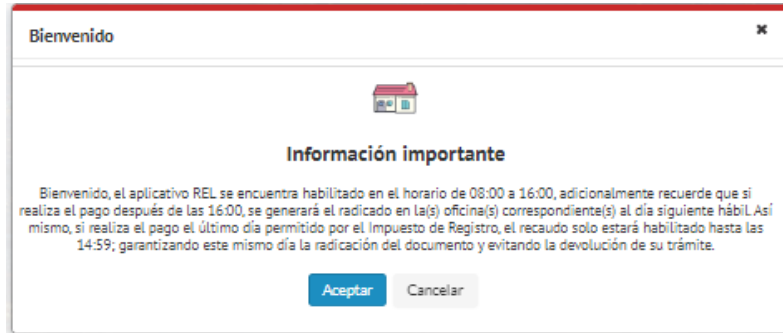 Bienvenido
Información importante
Bienvenido, el aplicativo REL se encuentra habilitado en el horario de 08:00 a 16:00, adicionalmente recuerde que si
realiza el pago después de las 16:00, se generará el radicado en la(s) oficina(s) correspondiente(s) al día siguiente hábil. Así
mismo, si realiza el pago el último día permitido por el Impuesto de Registro, el recaudo solo estará habilitado hasta las
14:59; garantizando este mismo día la radicación del documento y evitando la devolución de su trámite.
Aceptar Cancelar